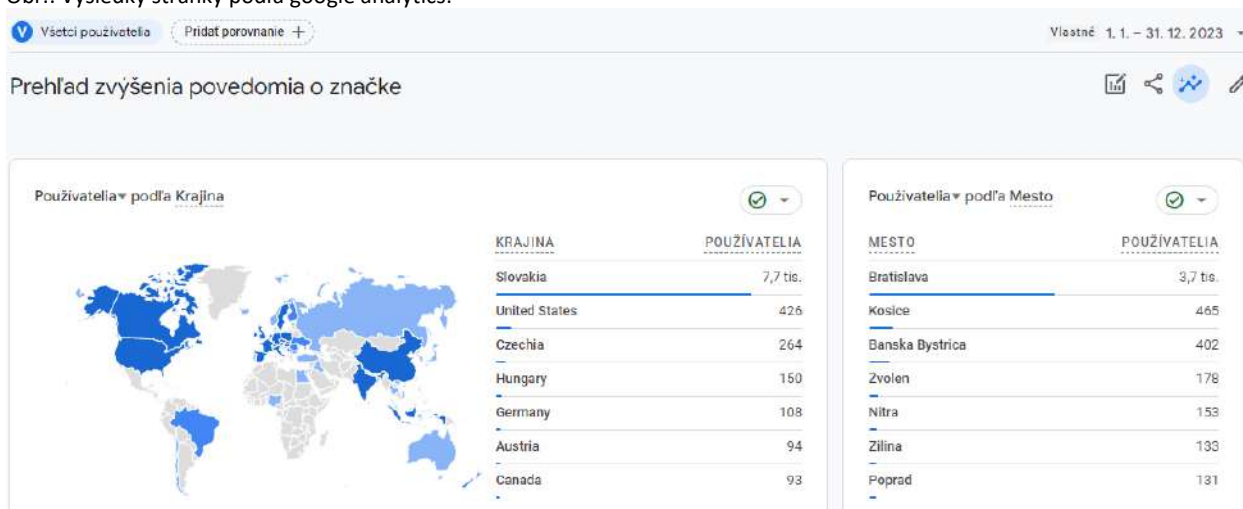 Obr.: Výsledky stránky podľa google analytics.
V Všetci používatelia Pridať porovnanie +
Vlastné 1. 1. – 31. 12. 2023
Prehľad zvýšenia povedomia o značke
Používatelia podľa Krajina
KRAJINA POUŽÍVATELIA
Slovakia 7,7 tis.
United States 426
Czechia 264
Hungary 150
Germany 108
Austria 94
Canada 93
Používatelia podľa Mesto
MESTO POUŽÍVATELIA
Bratislava 3,7 tis.
Kosice 465
Banska Bystrica 402
Zvolen 178
Nitra 153
Zilina 133
Poprad 131